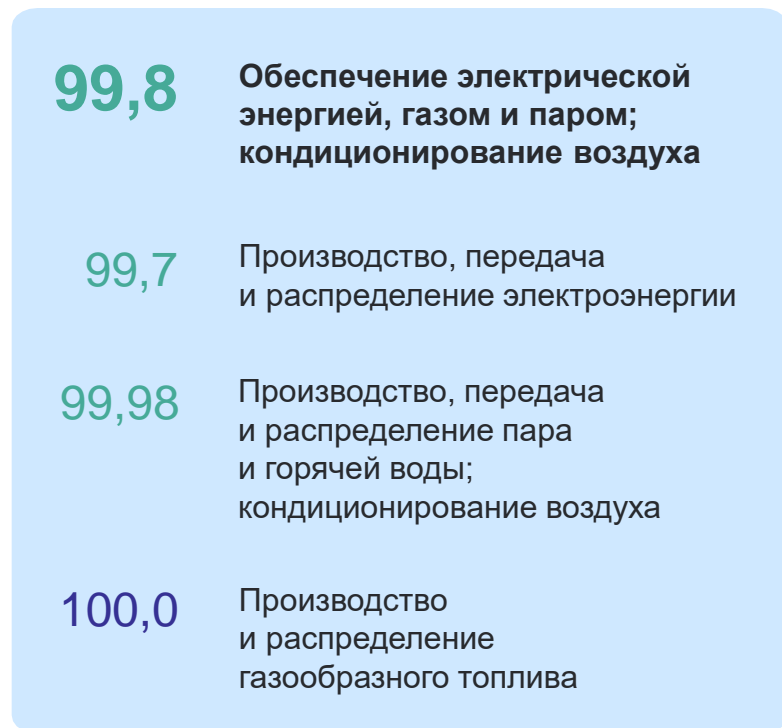 99,8
Обеспечение электрической
энергией, газом и паром;
кондиционирование воздуха
99,7
Производство, передача
и распределение электроэнергии
99,98
Производство, передача
и распределение пара
и горячей воды;
кондиционирование воздуха
100,0
Производство
и распределение
газообразного топлива